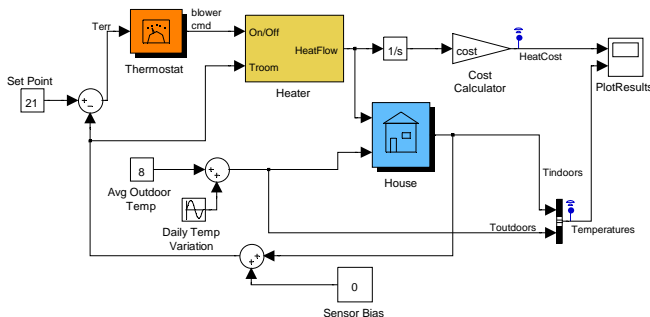 blower
cmd
Terr
On/Off
HeatFlow
Troom
Thermostat
Heater
1/s
cost
HeatCost
Cost
Calculator
PlotResults
Set Point
21
8
Avg Outdoor
Temp
Daily Temp
Variation
House
Tindoors
Toutdoors
Temperatures
0
Sensor Bias